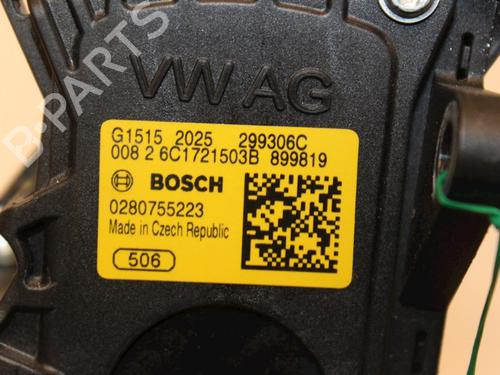 B-PARTS
VW AG
G1515 2025 299306C
008 2 6C1721503B 899819
BOSCH
0280755223
Made in Czech Republic
506